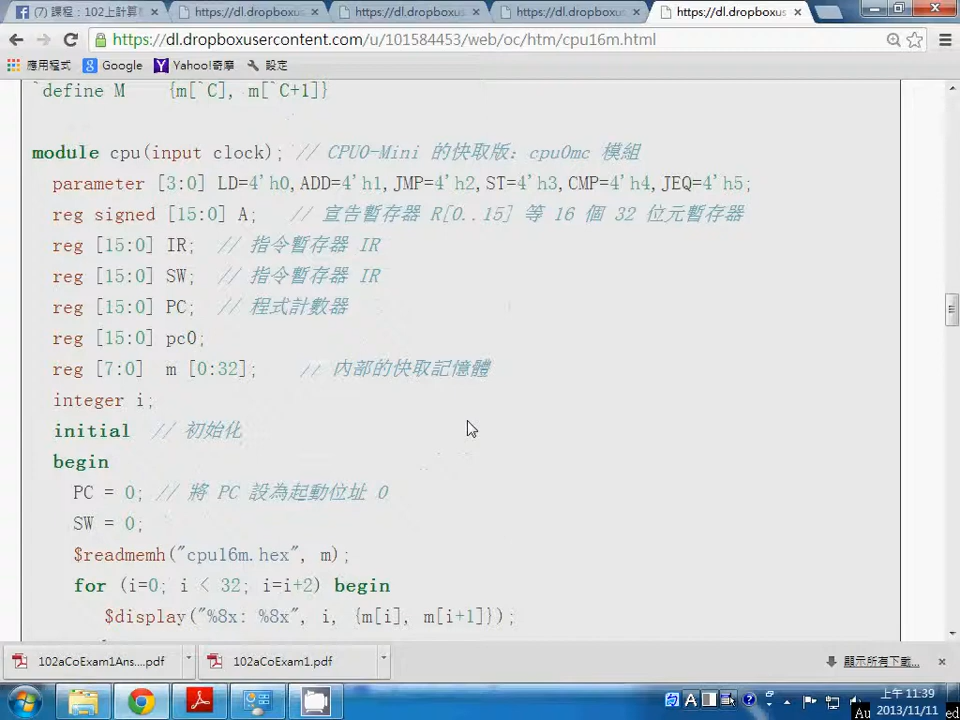 (7) 課程：102上計算
https://dl.dropboxus
https://dl.dropboxus
https://dl.dropboxus
https://dl.dropboxus
https://dl.dropboxusercontent.com/u/101584453/web/oc/htm/cpu16m.html
應用程式
Google
Yahoo!奇摩
設定
`define M    {m[`C], m[`C+1]}
module cpu(input clock); // CPU0-Mini 的快取版：cpu0mc 模組
parameter [3:0] LD=4'h0,ADD=4'h1,JMP=4'h2,ST=4'h3,CMP=4'h4,JEQ=4'h5;
reg signed [15:0] A;   // 宣告暫存器 R[0..15] 等 16 個 32 位元暫存器
reg [15:0] IR;  // 指令暫存器 IR
reg [15:0] SW;  // 指令暫存器 IR
reg [15:0] PC;  // 程式計數器
reg [15:0] pc0;
reg [7:0]  m [0:32];    // 內部的快取記憶體
integer i;
initial  // 初始化
begin
PC = 0; // 將 PC 設為起動位址 0
SW = 0;
$readmemh("cpu16m.hex", m);
for (i=0; i < 32; i=i+2) begin
$display("%8x: %8x", i, {m[i], m[i+1]});
102aCoExam1Ans....pdf
102aCoExam1.pdf
顯示所有下載...
上午 11:39
2013/11/11